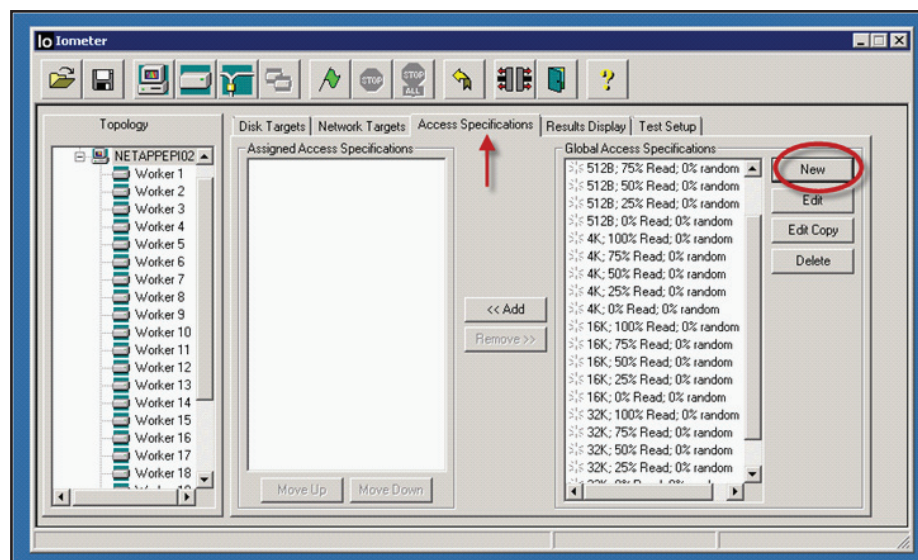 Iometer
STOP
STOP
ALL
Topology
Disk Targets
Network Targets
Access Specifications
Results Display
Test Setup
NETAPPEPI02
Worker 1
Worker 2
Worker 3
Worker 4
Worker 5
Worker 6
Worker 7
Worker 8
Worker 9
Worker 10
Worker 11
Worker 12
Worker 13
Worker 14
Worker 15
Worker 16
Worker 17
Worker 18
Assigned Access Specifications
Move Up
Move Down
<< Add
Remove >>
Global Access Specifications
512B; 75% Read; 0% random
512B; 50% Read; 0% random
512B; 25% Read; 0% random
512B; 0% Read; 0% random
4K; 100% Read; 0% random
4K; 75% Read; 0% random
4K; 50% Read; 0% random
4K; 25% Read; 0% random
4K; 0% Read; 0% random
16K; 100% Read; 0% random
16K; 75% Read; 0% random
16K; 50% Read; 0% random
16K; 25% Read; 0% random
16K; 0% Read; 0% random
32K; 100% Read; 0% random
32K; 75% Read; 0% random
32K; 50% Read; 0% random
32K; 25% Read; 0% random
New
Edit
Edit Copy
Delete